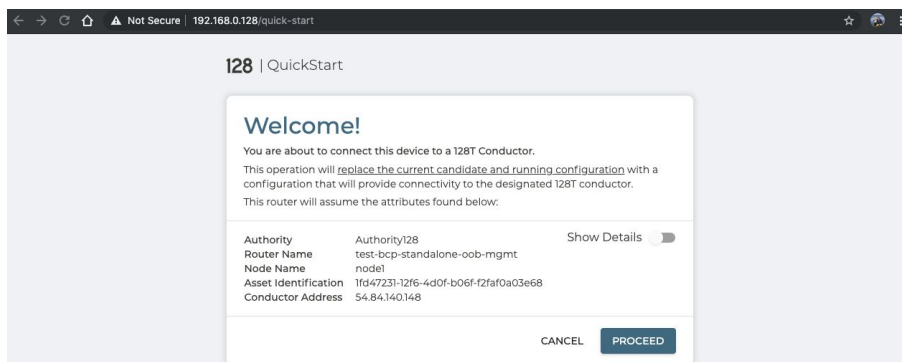 Not Secure | 192.168.0.128/quick-start
128 | QuickStart
Welcome!
You are about to connect this device to a 128T Conductor.
This operation will replace the current candidate and running configuration with a
configuration that will provide connectivity to the designated 128T conductor.
This router will assume the attributes found below:
Show Details
Authority Authority128
Router Name test-bcp-standalone-oob-mgmt
Node Name node1
Asset Identification 1fd47231-12f6-4d0f-b06f-f2faf0a03e68
Conductor Address 54.84.140.148
CANCEL PROCEED